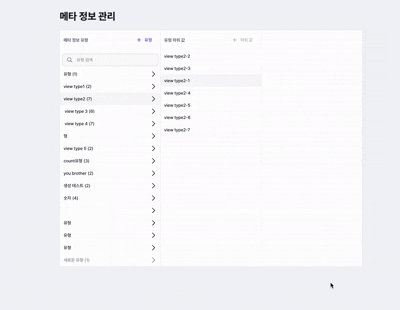 메타 정보 관리
메타 정보 유형
+ 유형
유형 하위 값
+ 하위 값
유형 검색
유형 (1)
view type1 (2)
view type2 (7)
view type 3 (6)
view type 4 (7)
형
view type 5 (2)
count유형 (3)
you brother (2)
생성 테스트 (2)
숫자 (4)
유형
유형
유형
새로운 유형 (1)
view type2-2
view type2-3
view type2-1
view type2-4
view type2-5
view type2-6
view type2-7